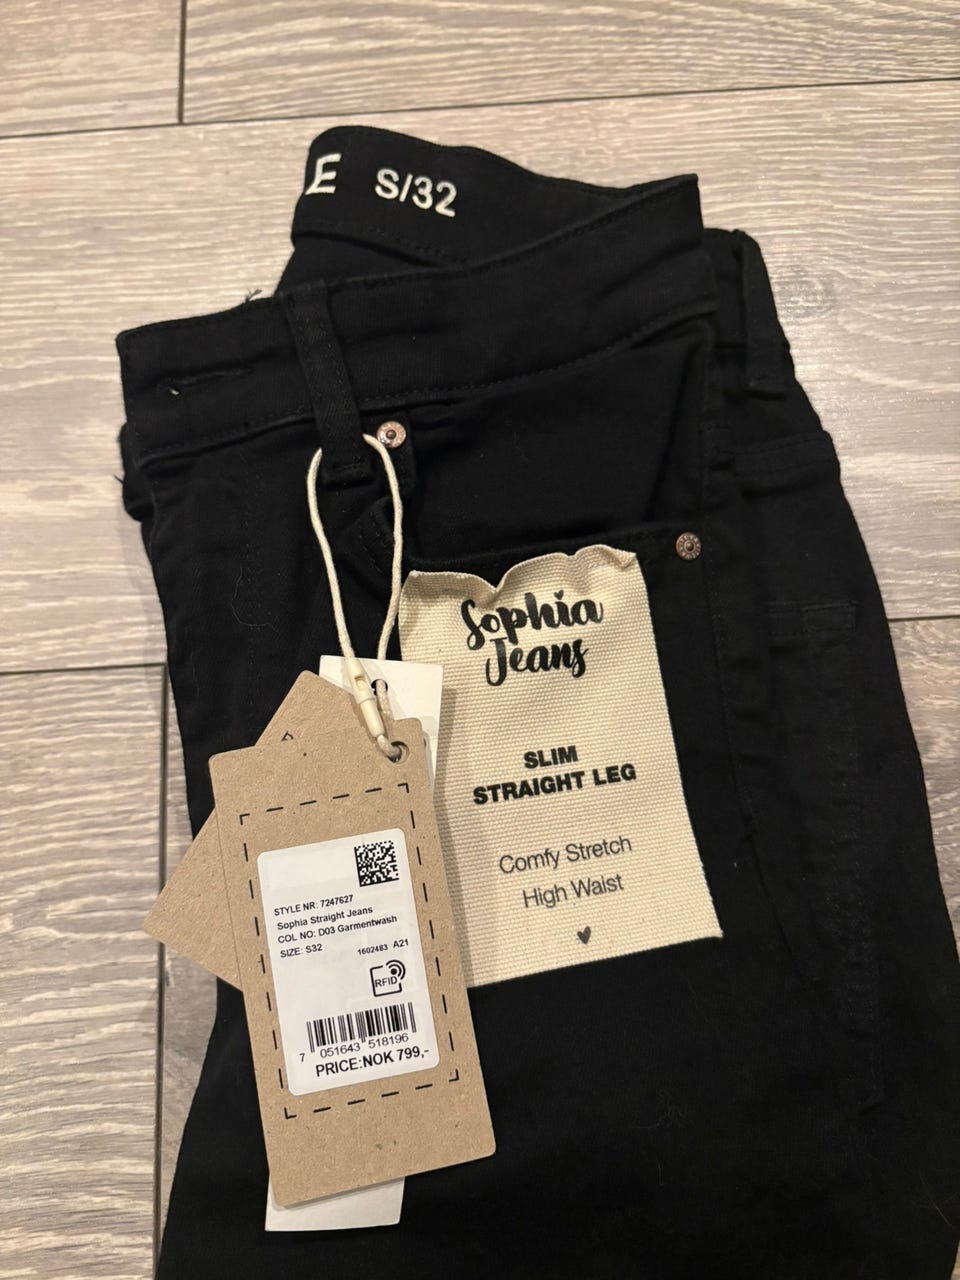 E S/32
Sophia
Jeans
SLIM
STRAIGHT LEG
Comfy Stretch
High Waist
STYLE NR: 7247627
Sophia Straight Jeans
COL NO: D03 Garmentwash
SIZE: S32
1602483 A21
RFID
7 051643 518196
PRICE:NOK 799,-